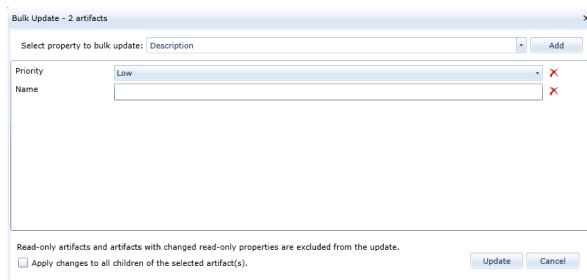 Bulk Update - 2 artifacts
Select property to bulk update: Description Add
Priority Low
Name
Read-only artifacts and artifacts with changed read-only properties are excluded from the update.
Apply changes to all children of the selected artifact(s). Update Cancel